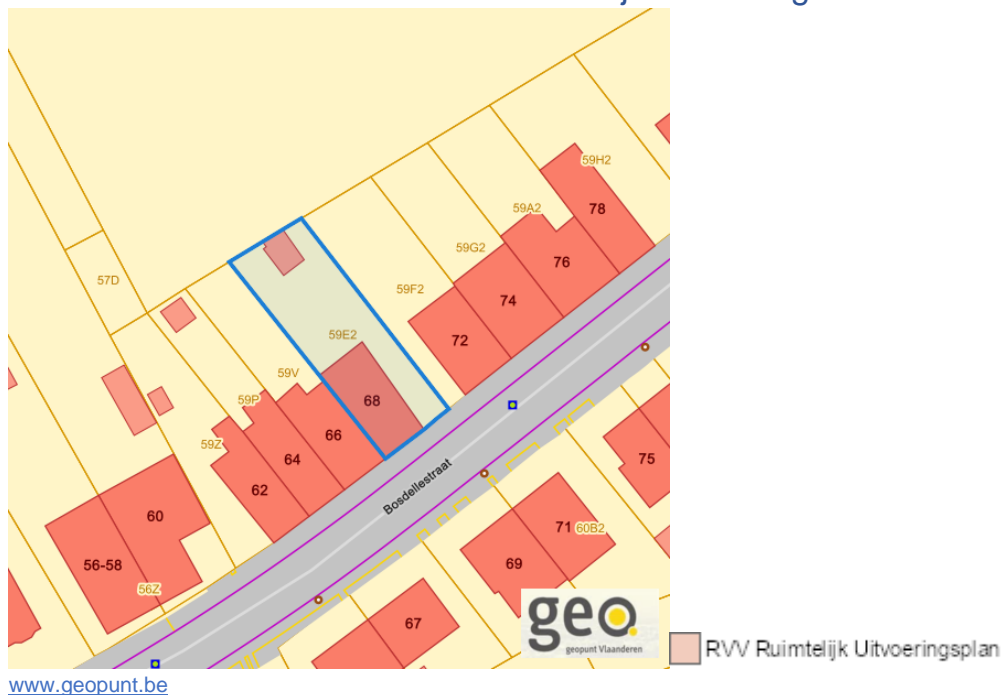 59H2
78
59A2
76
59G2
74
57D
59F2
72
59E2
68
59V
59P
66
59Z
64
62
Bosdellestraat
75
60
56-58
56Z
71
60B2
69
67
geo.
geopunt Vlaanderen
RVV Ruimtelijk Uitvoeringsplan
www.geopunt.be